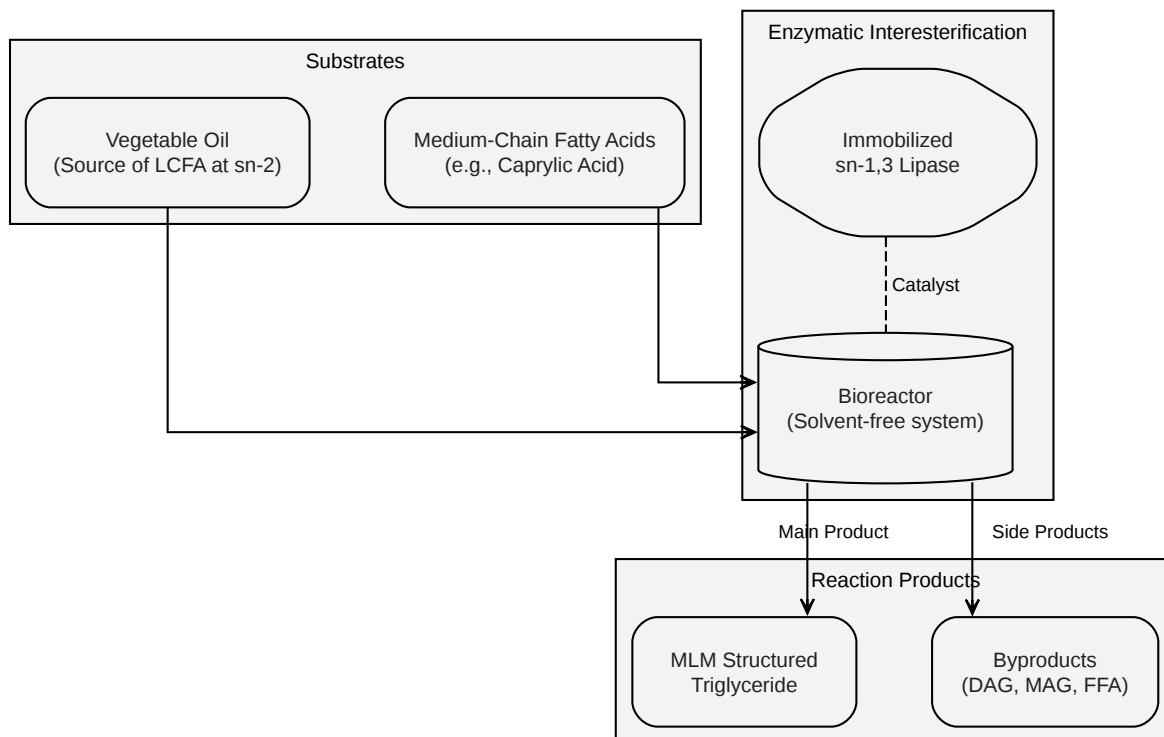 Enzymatic Interesterification
Substrates
Vegetable Oil
(Source of LCFA at sn-2)
Medium-Chain Fatty Acids
(e.g., Caprylic Acid)
Immobilized
sn-1,3 Lipase
Catalyst
Bioreactor
(Solvent-free system)
Main Product
Side Products
Reaction Products
MLM Structured
Triglyceride
Byproducts
(DAG, MAG, FFA)